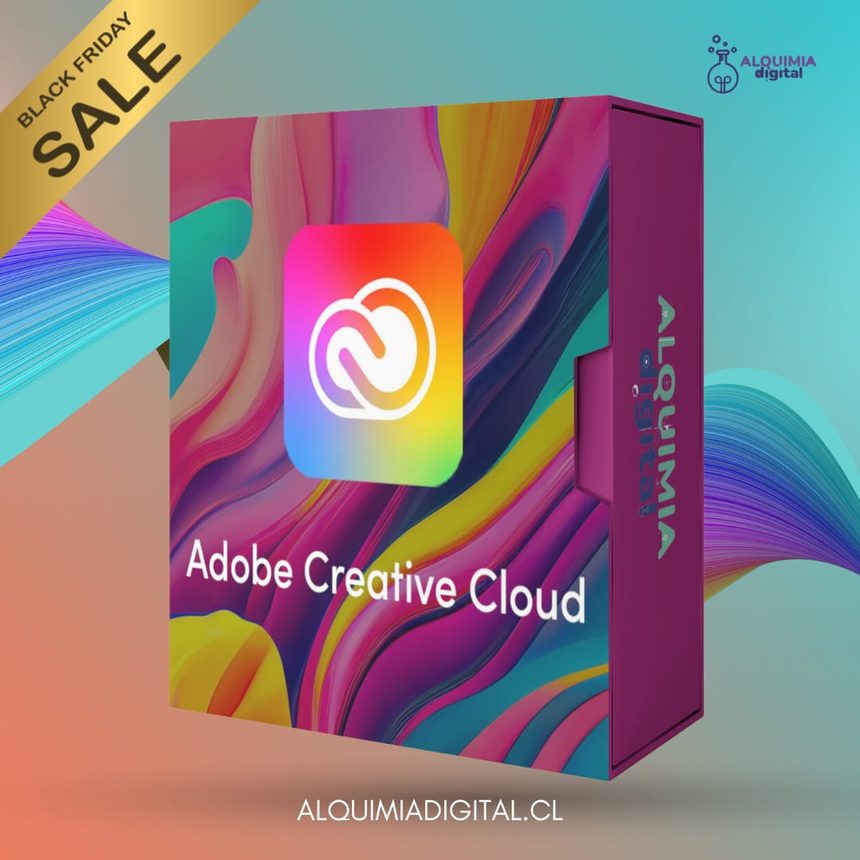 BLACK FRIDAY
SALE
ALQUIMIA
digital
Adobe Creative Cloud
ALQUIMIA
digital
ALQUIMIADIGITAL.CL